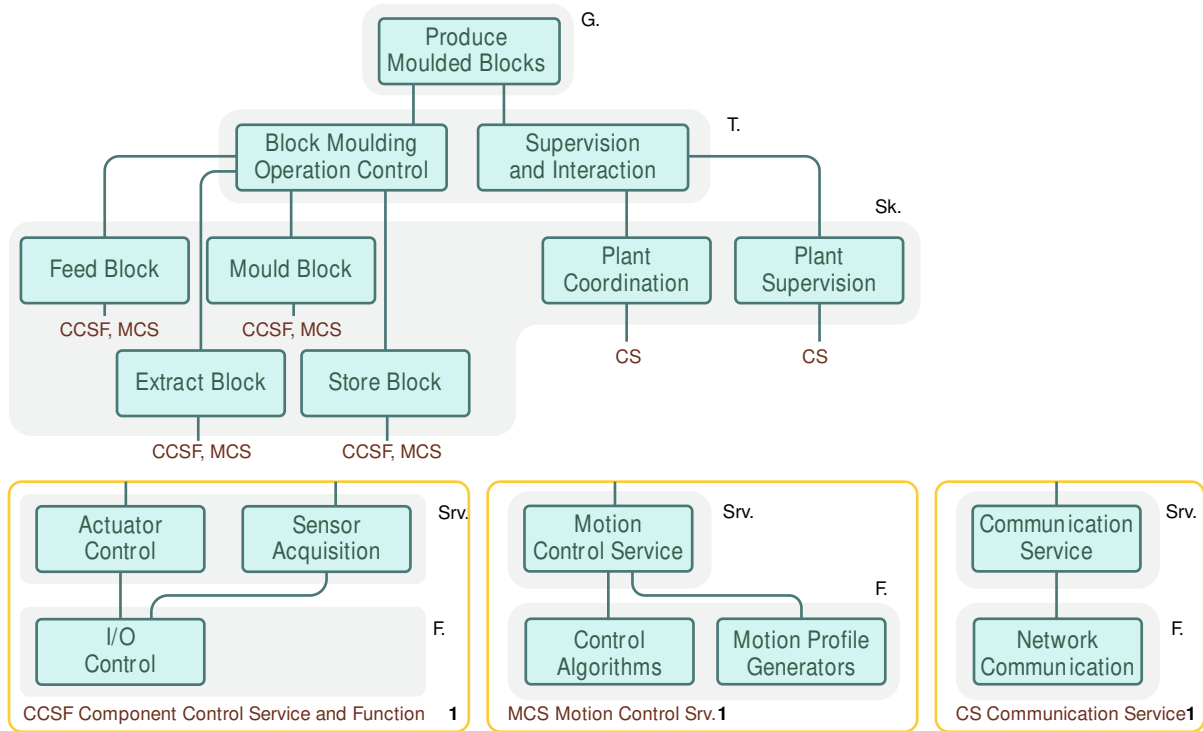 G.
Produce
Moulded Blocks
T.
Block Moulding
Operation Control
Supervision
and Interaction
Sk.
Feed Block
Mould Block
Plant
Coordination
Plant
Supervision
CCSF, MCS
CCSF, MCS
CS
CS
Extract Block
Store Block
CCSF, MCS
CCSF, MCS
Actuator
Control
Sensor
Acquisition
Srv.
I/O
Control
F.
CCSF Component Control Service and Function 1
Motion
Control Service
Srv.
F.
Control
Algorithms
Motion Profile
Generators
MCS Motion Control Srv. 1
Communication
Service
Srv.
Network
Communication
F.
CS Communication Service 1